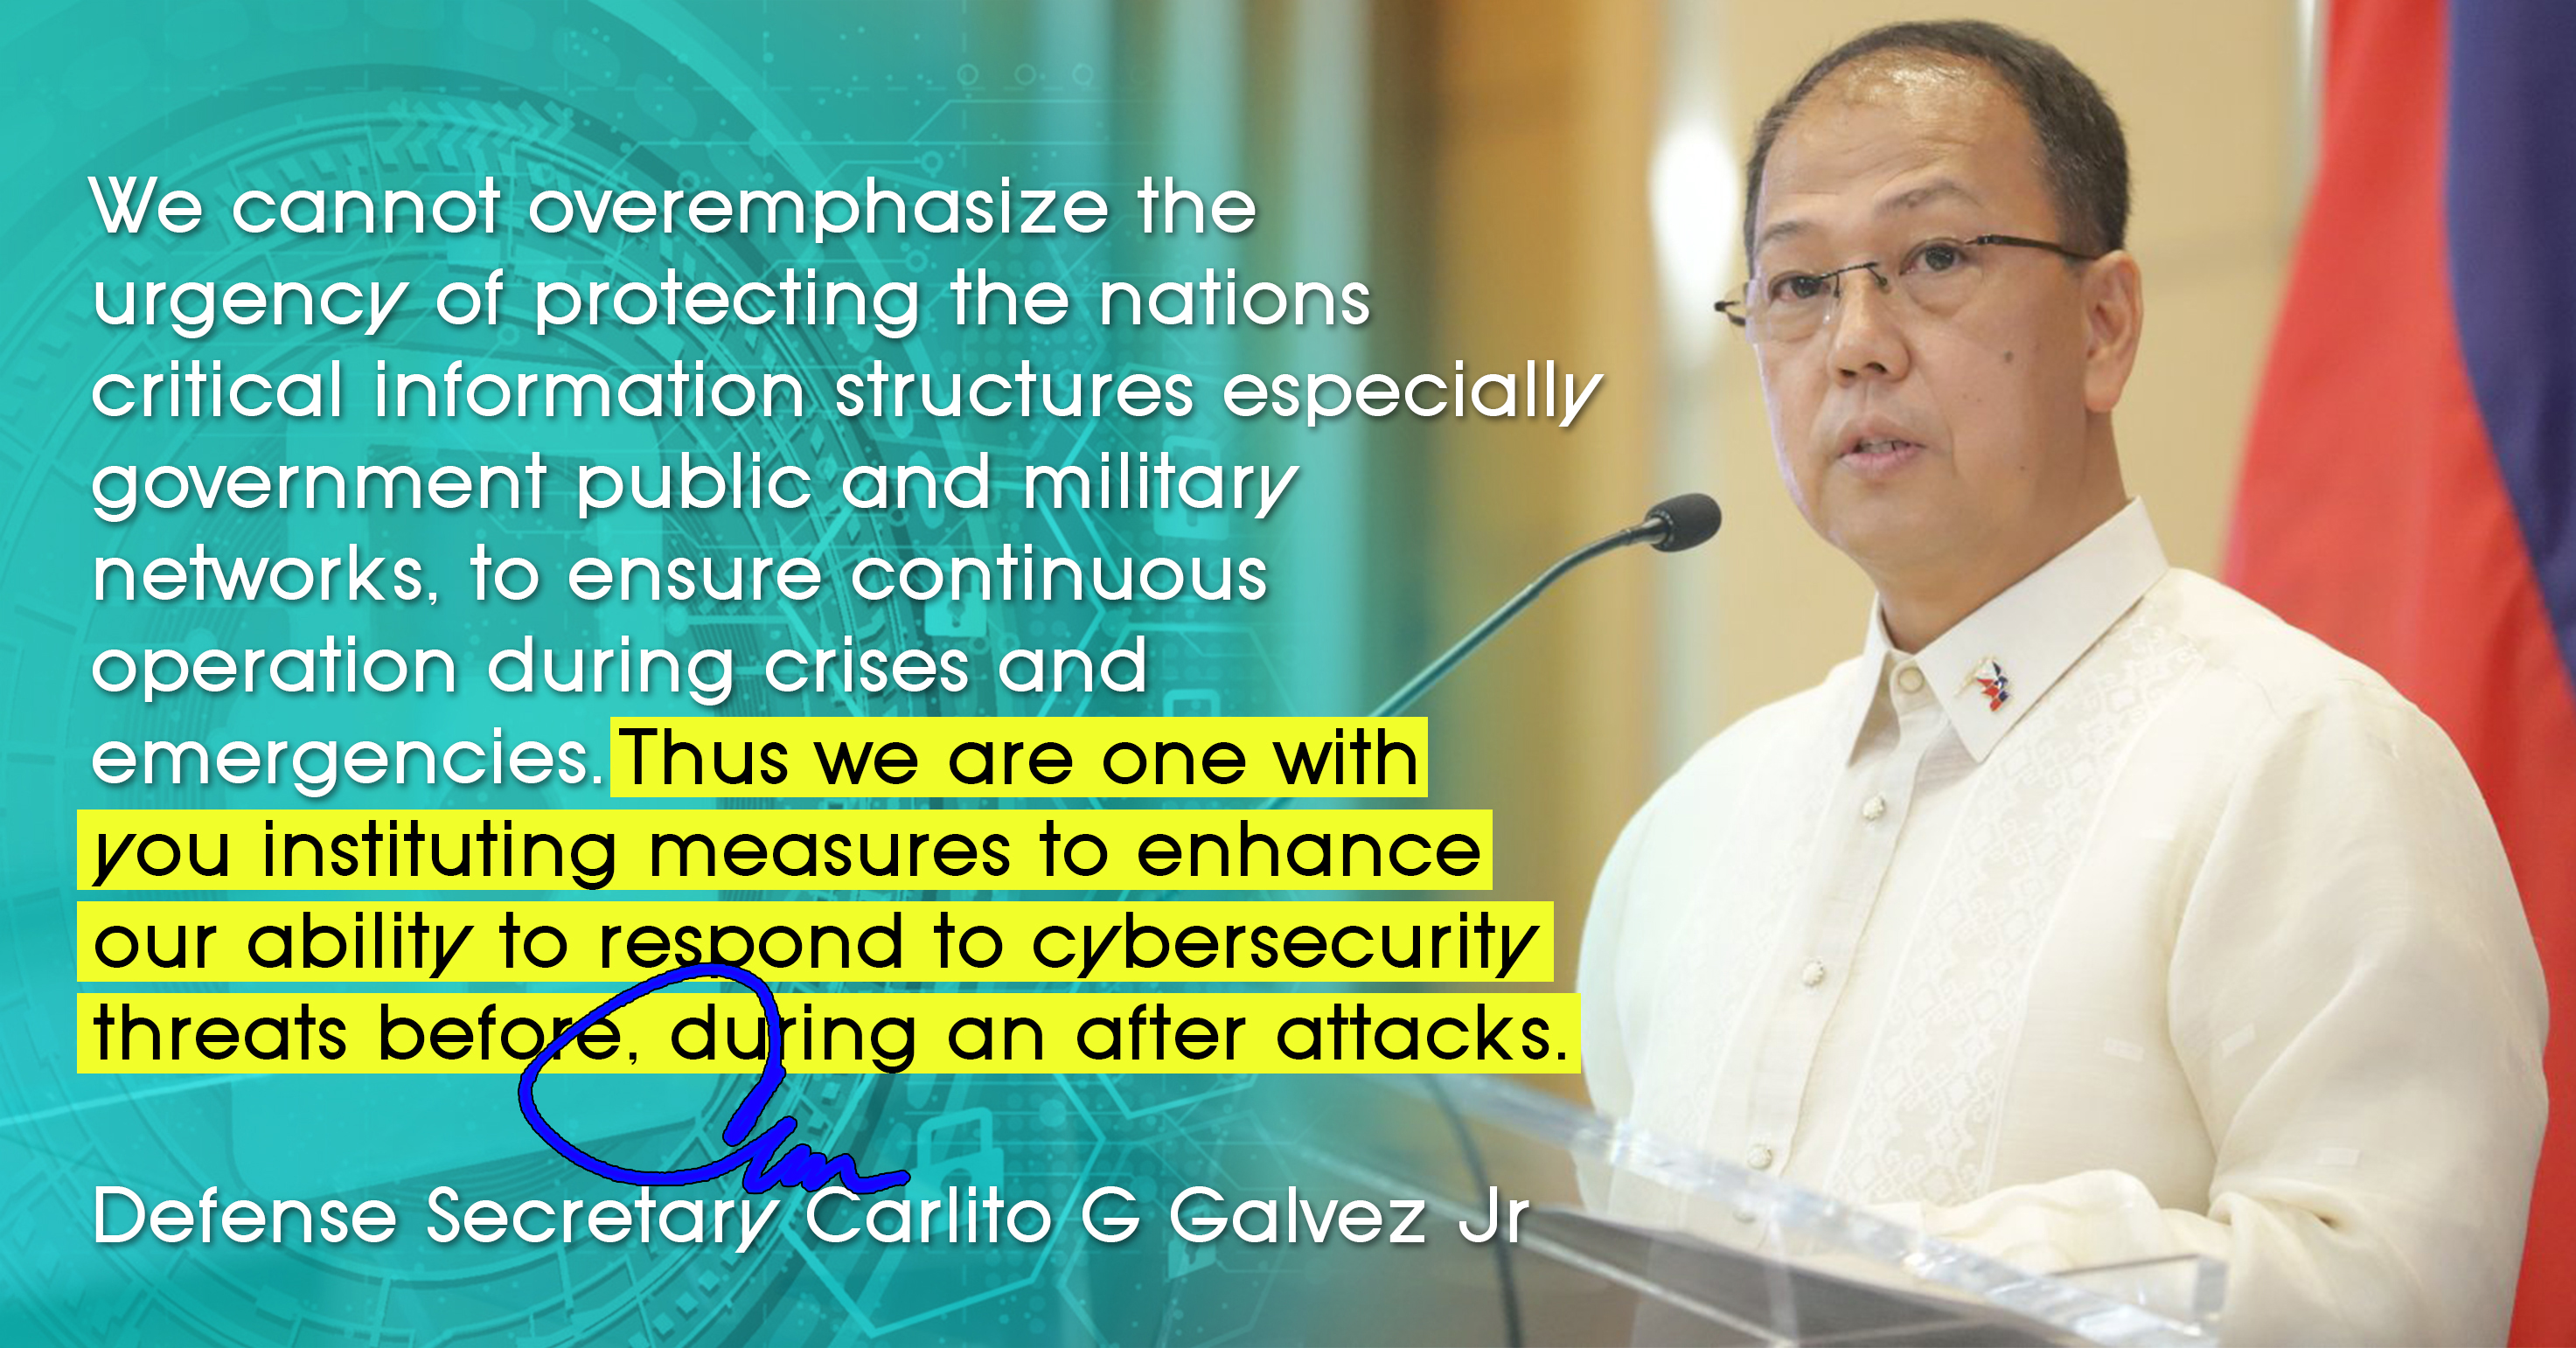 We cannot overemphasize the
urgency of protecting the nations
critical information structures especially
government public and military
networks, to ensure continuous
operation during crises and
emergencies. Thus we are one with
you instituting measures to enhance
our ability to respond to cybersecurity
threats before, during an after attacks.
Defense Secretary Carlito G Galvez Jr